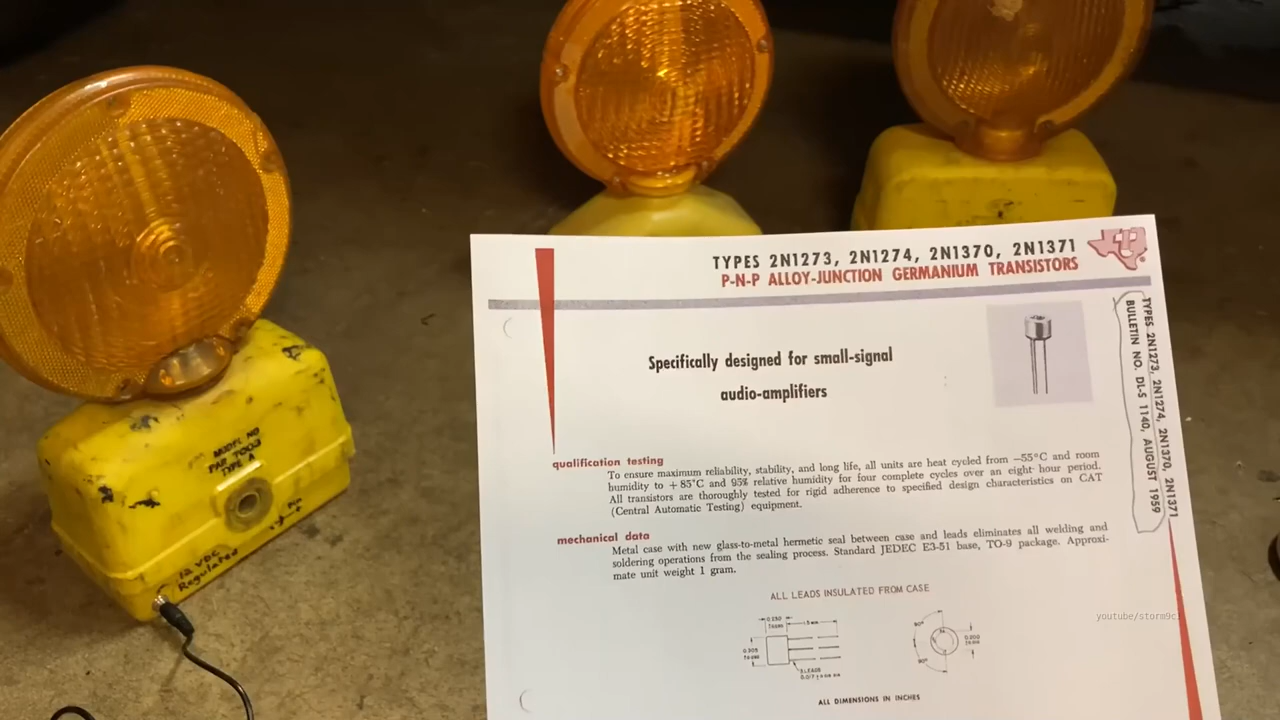 MODEL NO
PAR 7003
TYPE A
12 VDC
Regulated
TYPES 2N1273, 2N1274, 2N1370, 2N1371
P-N-P ALLOY-JUNCTION GERMANIUM TRANSISTORS
Specifically designed for small-signal
audio-amplifiers
TYPES 2N1273, 2N1274, 2N1370, 2N1371
BULLETIN NO. DL-S 1140, AUGUST 1959
qualification testing
To ensure maximum reliability, stability, and long life, all units are heat cycled from −55°C and room
humidity to +85°C and 95% relative humidity for four complete cycles over an eight-hour period.
All transistors are thoroughly tested for rigid adherence to specified design characteristics on CAT
(Central Automatic Testing) equipment.
mechanical data
Metal case with new glass-to-metal hermetic seal between case and leads eliminates all welding and
soldering operations from the sealing process. Standard JEDEC E3-51 base, TO-9 package. Approxi-
mate unit weight 1 gram.
ALL LEADS INSULATED FROM CASE
3 LEADS
90°
90°
ALL DIMENSIONS IN INCHES